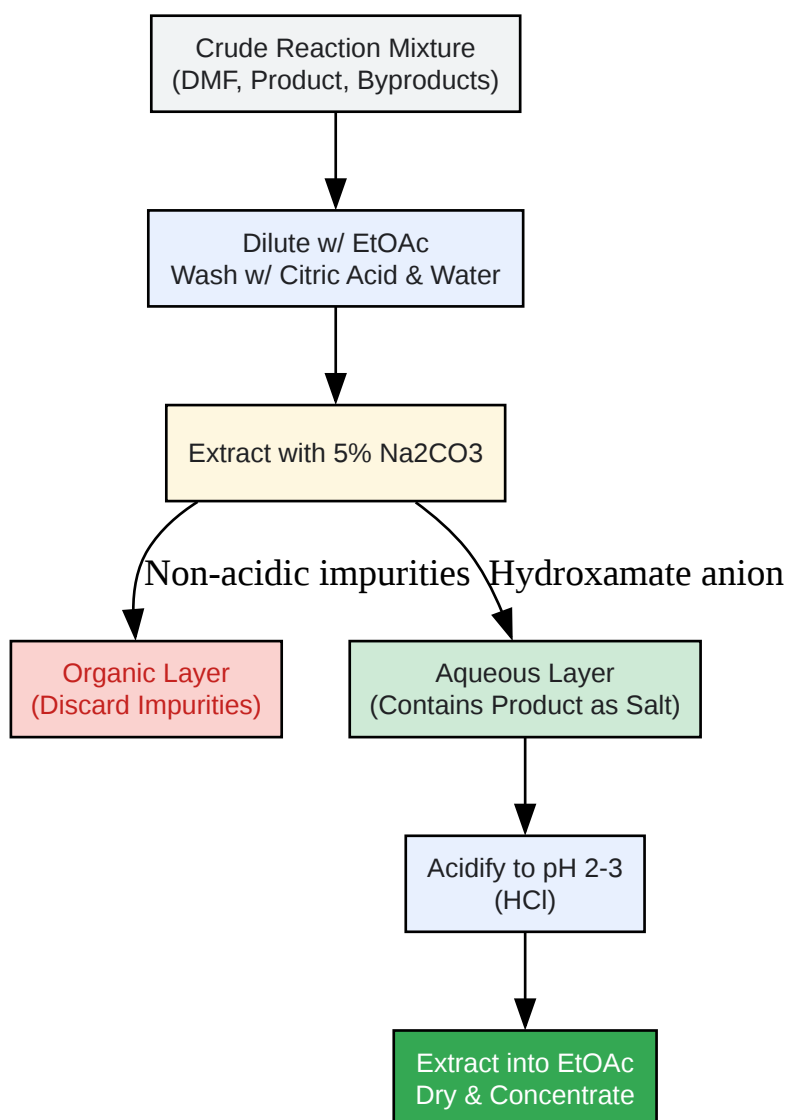 Crude Reaction Mixture
(DMF, Product, Byproducts)
Dilute w/ EtOAc
Wash w/ Citric Acid & Water
Extract with 5% Na2CO3
Non-acidic impurities
Hydroxamate anion
Organic Layer
(Discard Impurities)
Aqueous Layer
(Contains Product as Salt)
Acidify to pH 2-3
(HCl)
Extract into EtOAc
Dry & Concentrate